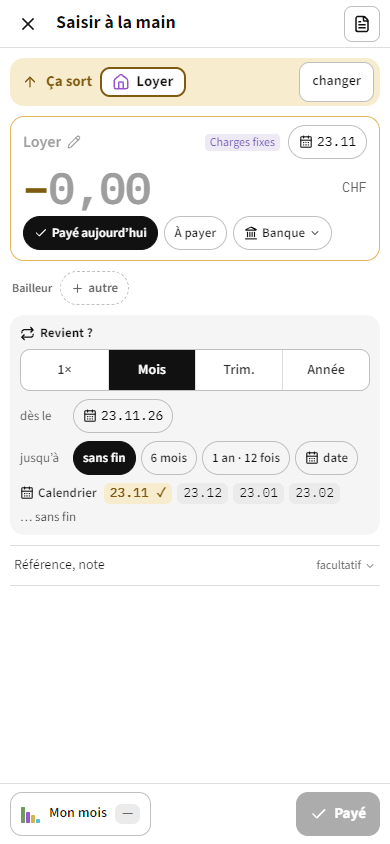 Saisir à la main
Ça sort Loyer changer
Loyer Charges fixes 23.11
–0,00 CHF
Payé aujourd’hui À payer Banque
Bailleur + autre
Revient ?
1× Mois Trim. Année
dès le 23.11.26
jusqu’à sans fin 6 mois 1 an · 12 fois date
Calendrier 23.11 ✓ 23.12 23.01 23.02
… sans fin
Référence, note facultatif
Mon mois — Payé